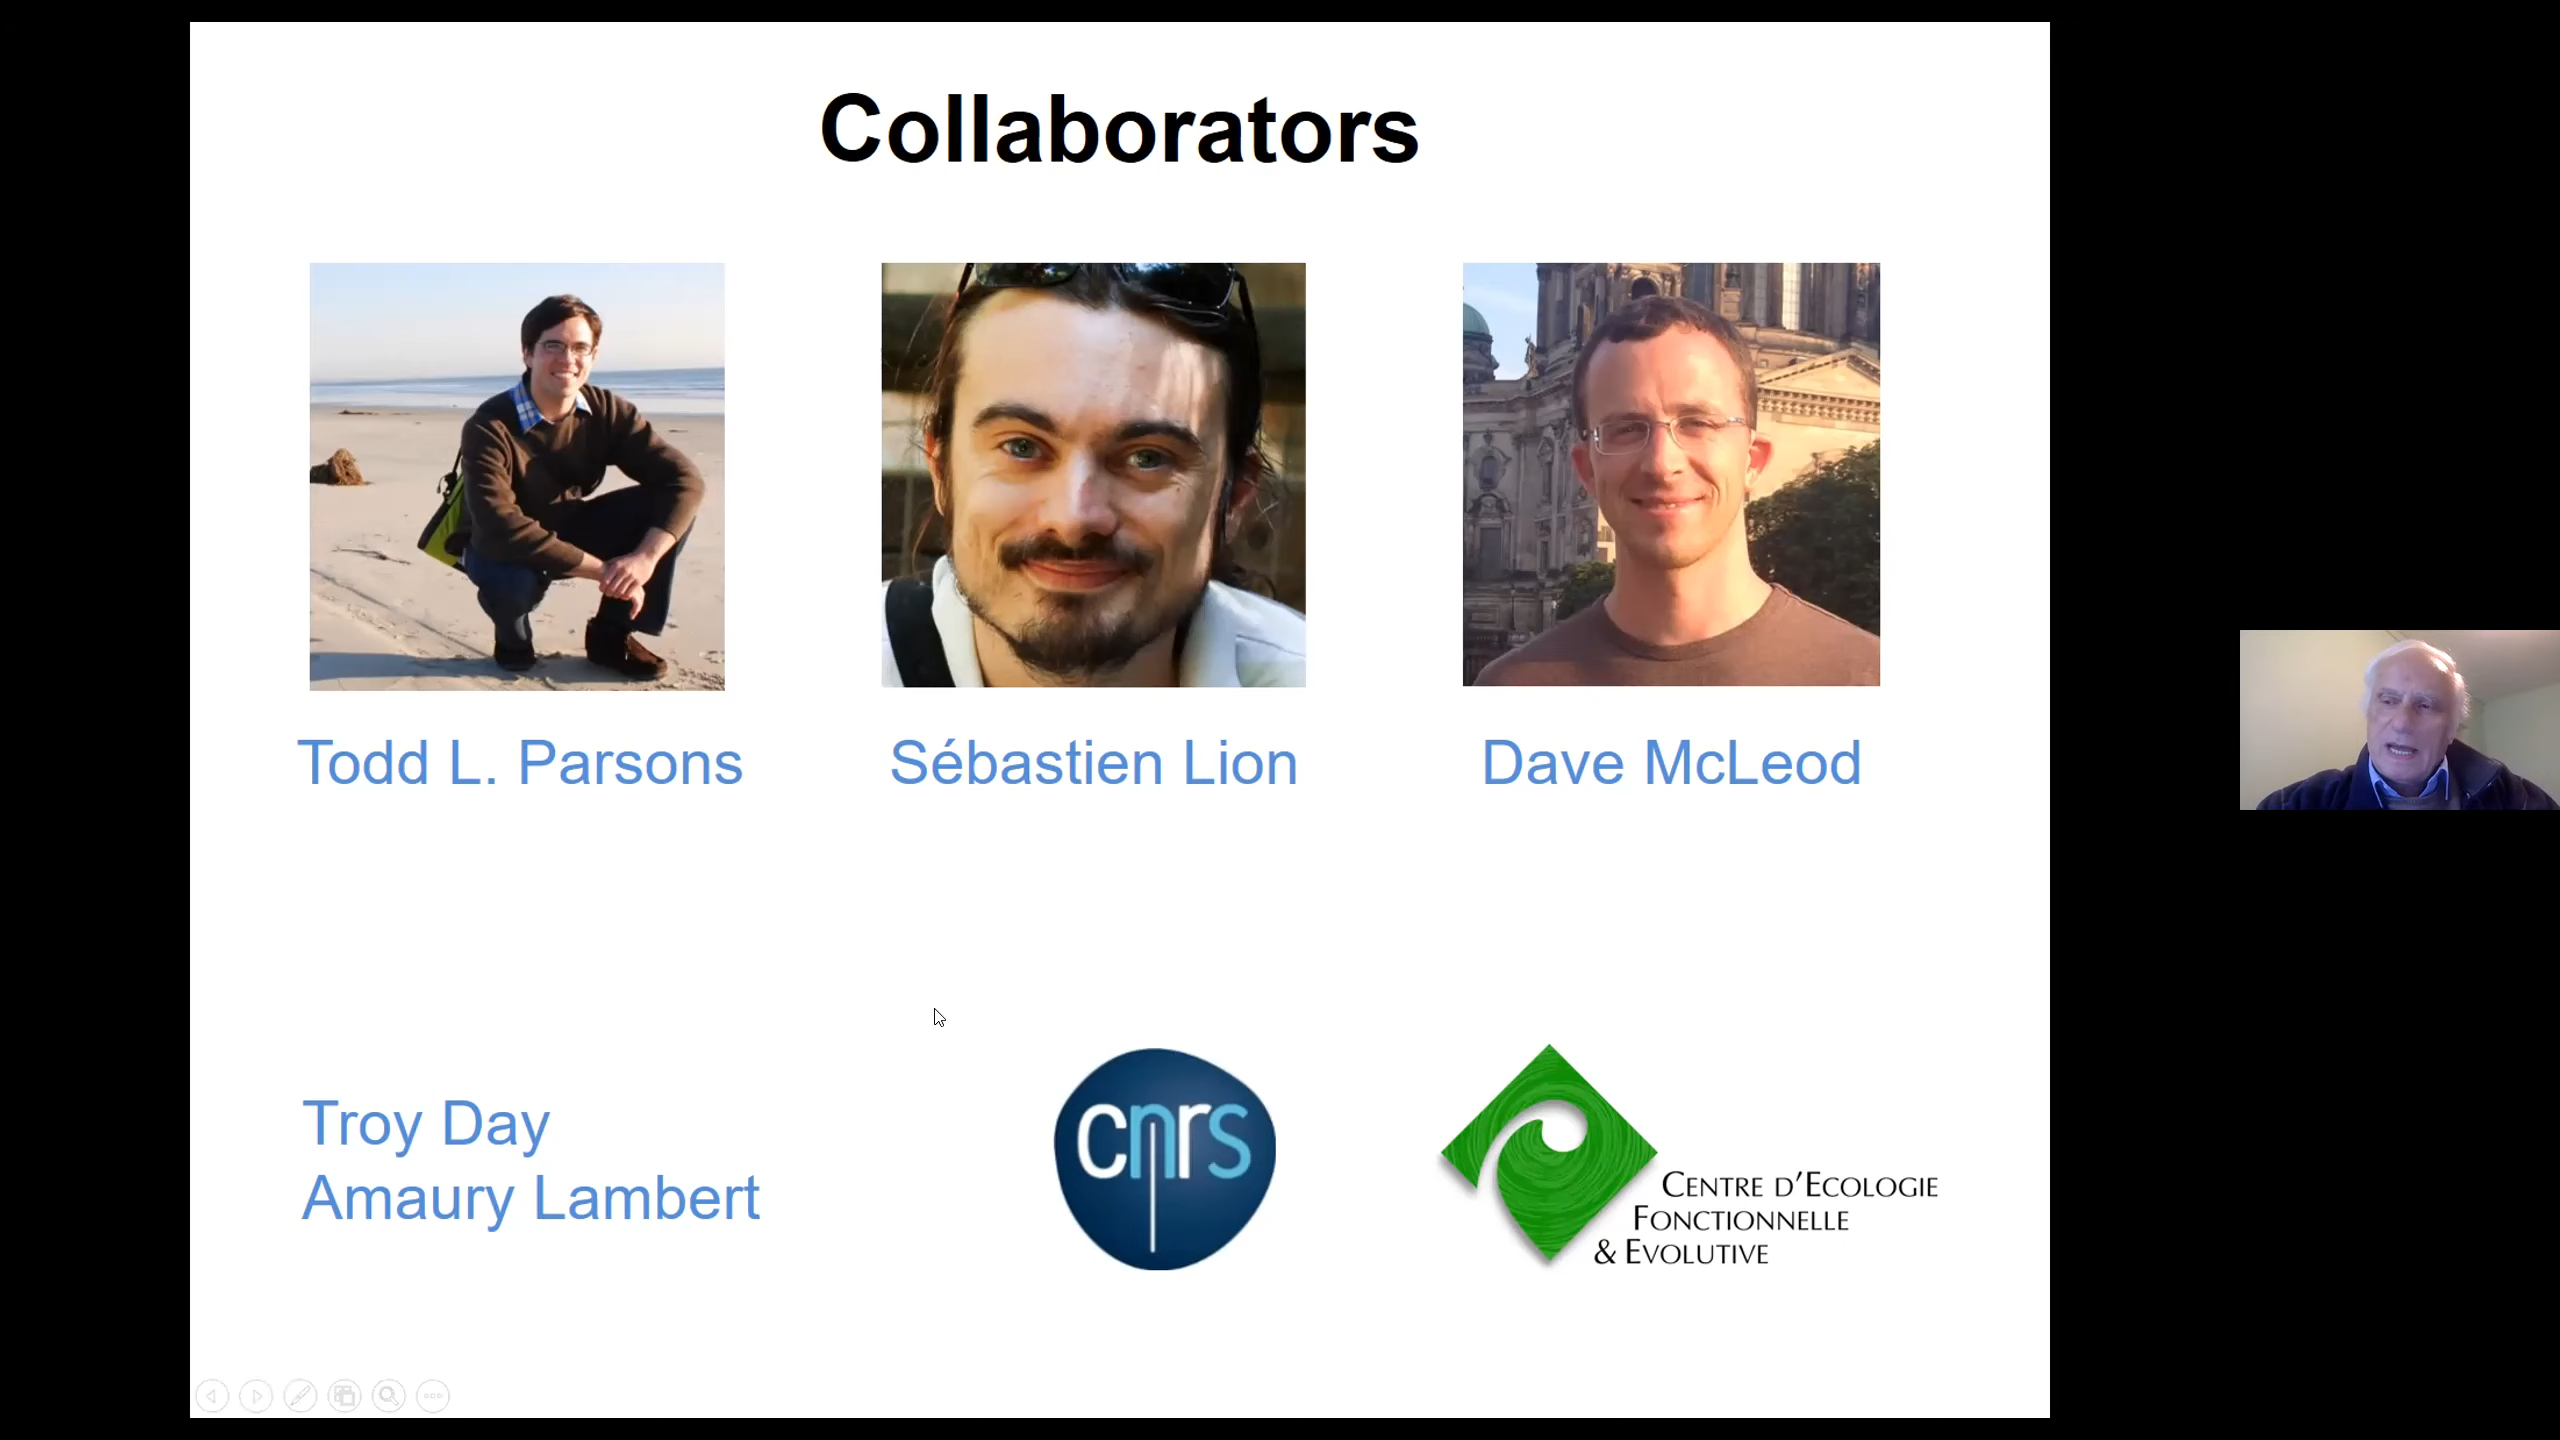 Collaborators
Todd L. Parsons
Sébastien Lion
Dave McLeod
Troy Day
Amaury Lambert
cnrs
CENTRE D'ECOLOGIE
FONCTIONNELLE
& EVOLUTIVE